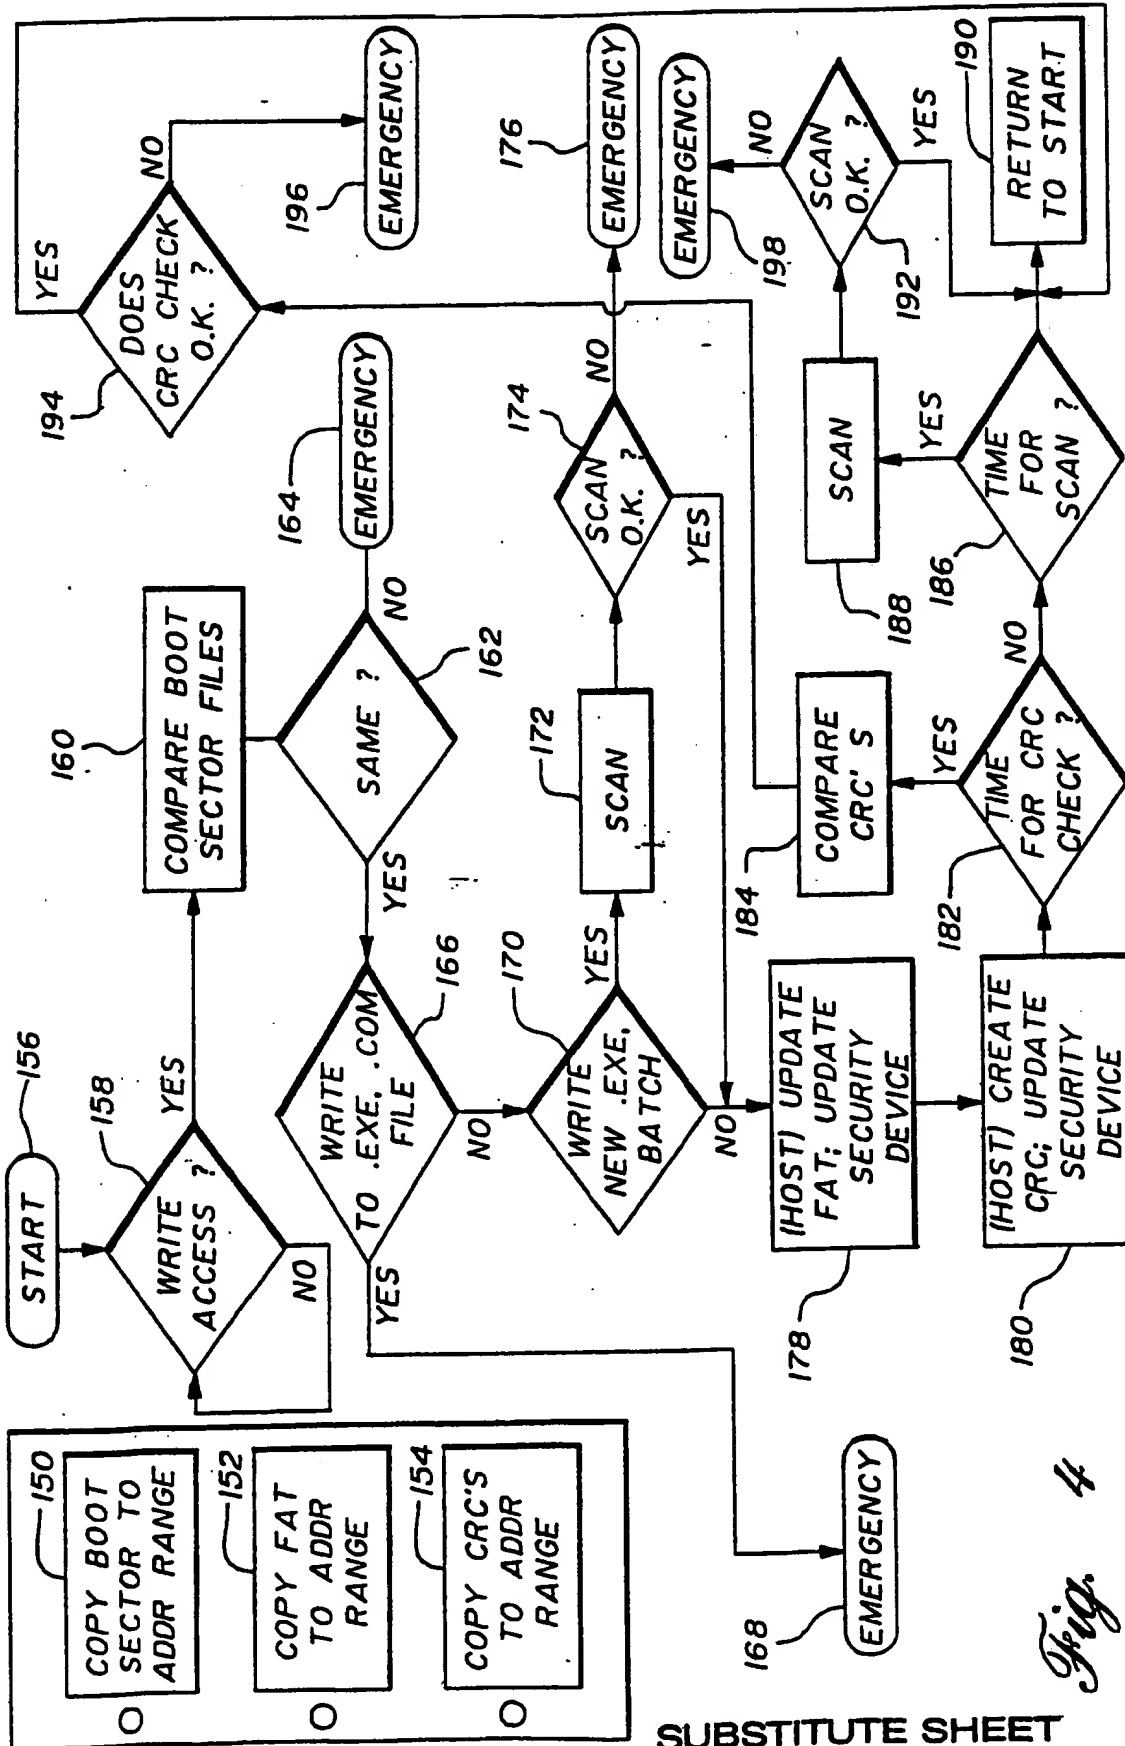 COPY BOOT
SECTOR TO
ADDR RANGE
150
COPY FAT
TO ADDR
RANGE
152
COPY CRC'S
TO ADDR
RANGE
154
START
156
WRITE
ACCESS ?
158
YES
NO
COMPARE BOOT
SECTOR FILES
160
SAME ?
162
NO
YES
EMERGENCY
164
WRITE
TO .EXE, .COM
FILE
166
YES
NO
EMERGENCY
168
WRITE
NEW .EXE,
BATCH
170
YES
NO
SCAN
172
SCAN
O.K. ?
174
NO
YES
EMERGENCY
176
(HOST) UPDATE
FAT; UPDATE
SECURITY
DEVICE
178
(HOST) CREATE
CRC; UPDATE
SECURITY
DEVICE
180
TIME
FOR CRC
CHECK ?
182
YES
NO
COMPARE
CRC'S
184
DOES
CRC CHECK
O.K. ?
194
YES
NO
EMERGENCY
196
TIME
FOR
SCAN ?
186
YES
SCAN
188
SCAN
O.K. ?
192
NO
YES
EMERGENCY
198
RETURN
TO START
190
Fig. 4
SUBSTITUTE SHEET